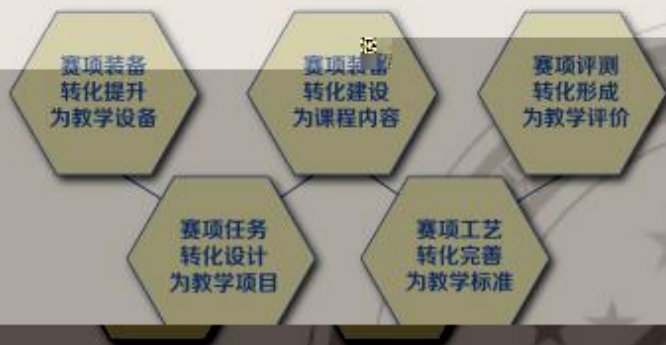 赛项装备
转化提升
为教学设备
赛项装备
转化建设
为课程内容
赛项评测
转化形成
为教学评价
赛项任务
转化设计
为教学项目
赛项工艺
转化完善
为教学标准